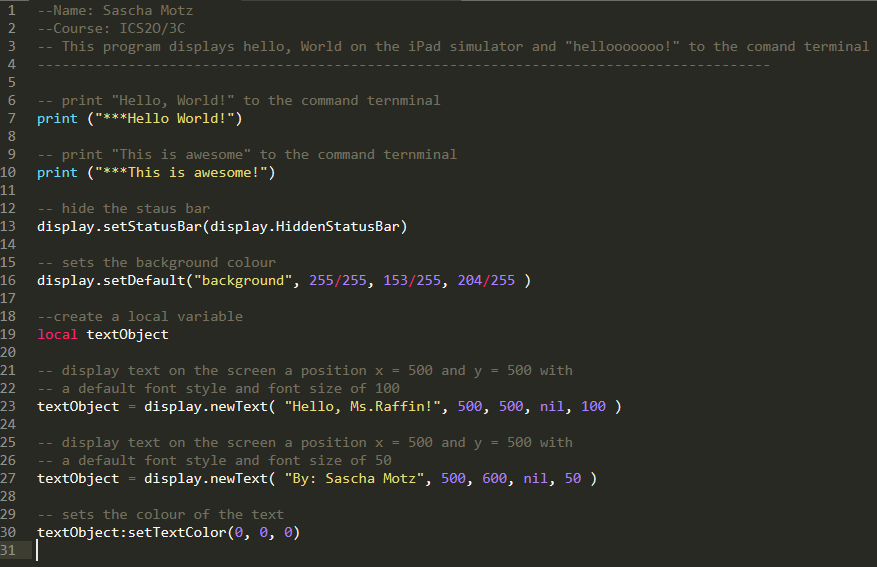 1 --Name: Sascha Motz
2 --Course: ICS2O/3C
3 -- This program displays hello, World on the iPad simulator and "hellooooooo!" to the comand terminal
4 -----------------------------------------------------------------------------------------
5
6 -- print "Hello, World!" to the command ternminal
7 print ("***Hello World!")
8
9 -- print "This is awesome" to the command ternminal
10 print ("***This is awesome!")
11
12 -- hide the staus bar
13 display.setStatusBar(display.HiddenStatusBar)
14
15 -- sets the background colour
16 display.setDefault("background", 255/255, 153/255, 204/255 )
17
18 --create a local variable
19 local textObject
20
21 -- display text on the screen a position x = 500 and y = 500 with
22 -- a default font style and font size of 100
23 textObject = display.newText( "Hello, Ms.Raffin!", 500, 500, nil, 100 )
24
25 -- display text on the screen a position x = 500 and y = 500 with
26 -- a default font style and font size of 50
27 textObject = display.newText( "By: Sascha Motz", 500, 600, nil, 50 )
28
29 -- sets the colour of the text
30 textObject:setTextColor(0, 0, 0)
31